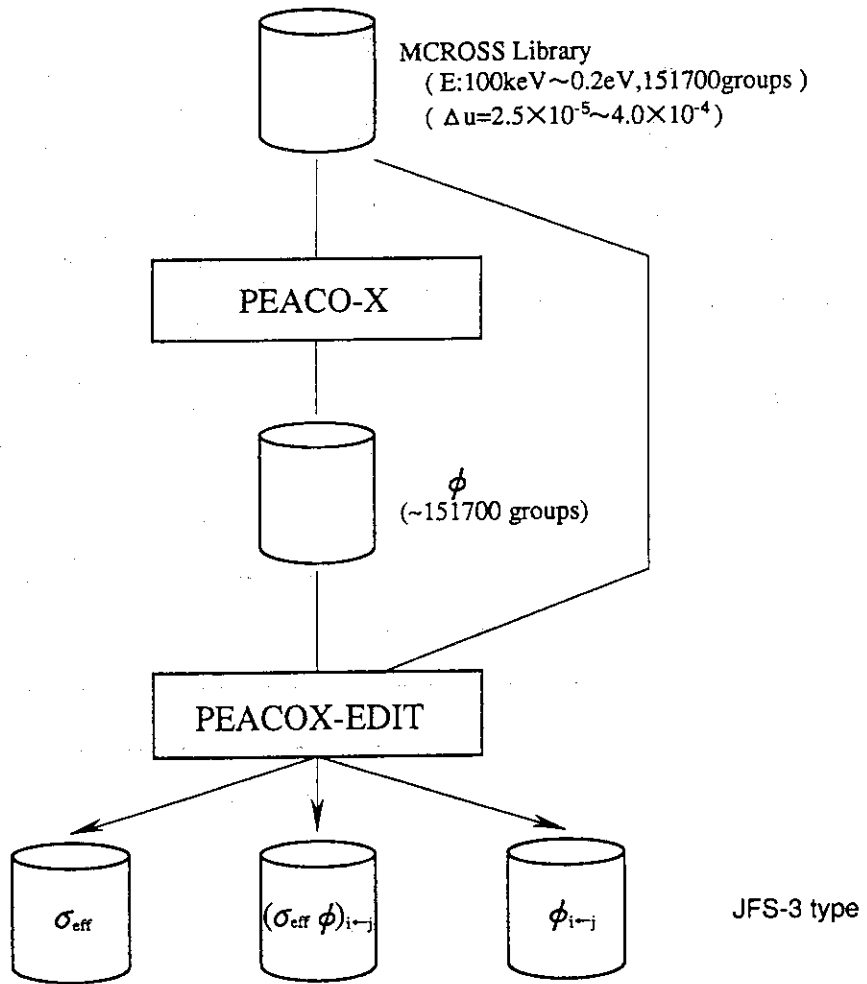 MCROSS Library
( E:100keV~0.2eV,151700groups )
( Δu=2.5×10⁻⁵~4.0×10⁻⁴)
PEACO-X
ϕ
(~151700 groups)
PEACOX-EDIT
σeff
(σeff ϕ)i←j
ϕi←j
JFS-3 type